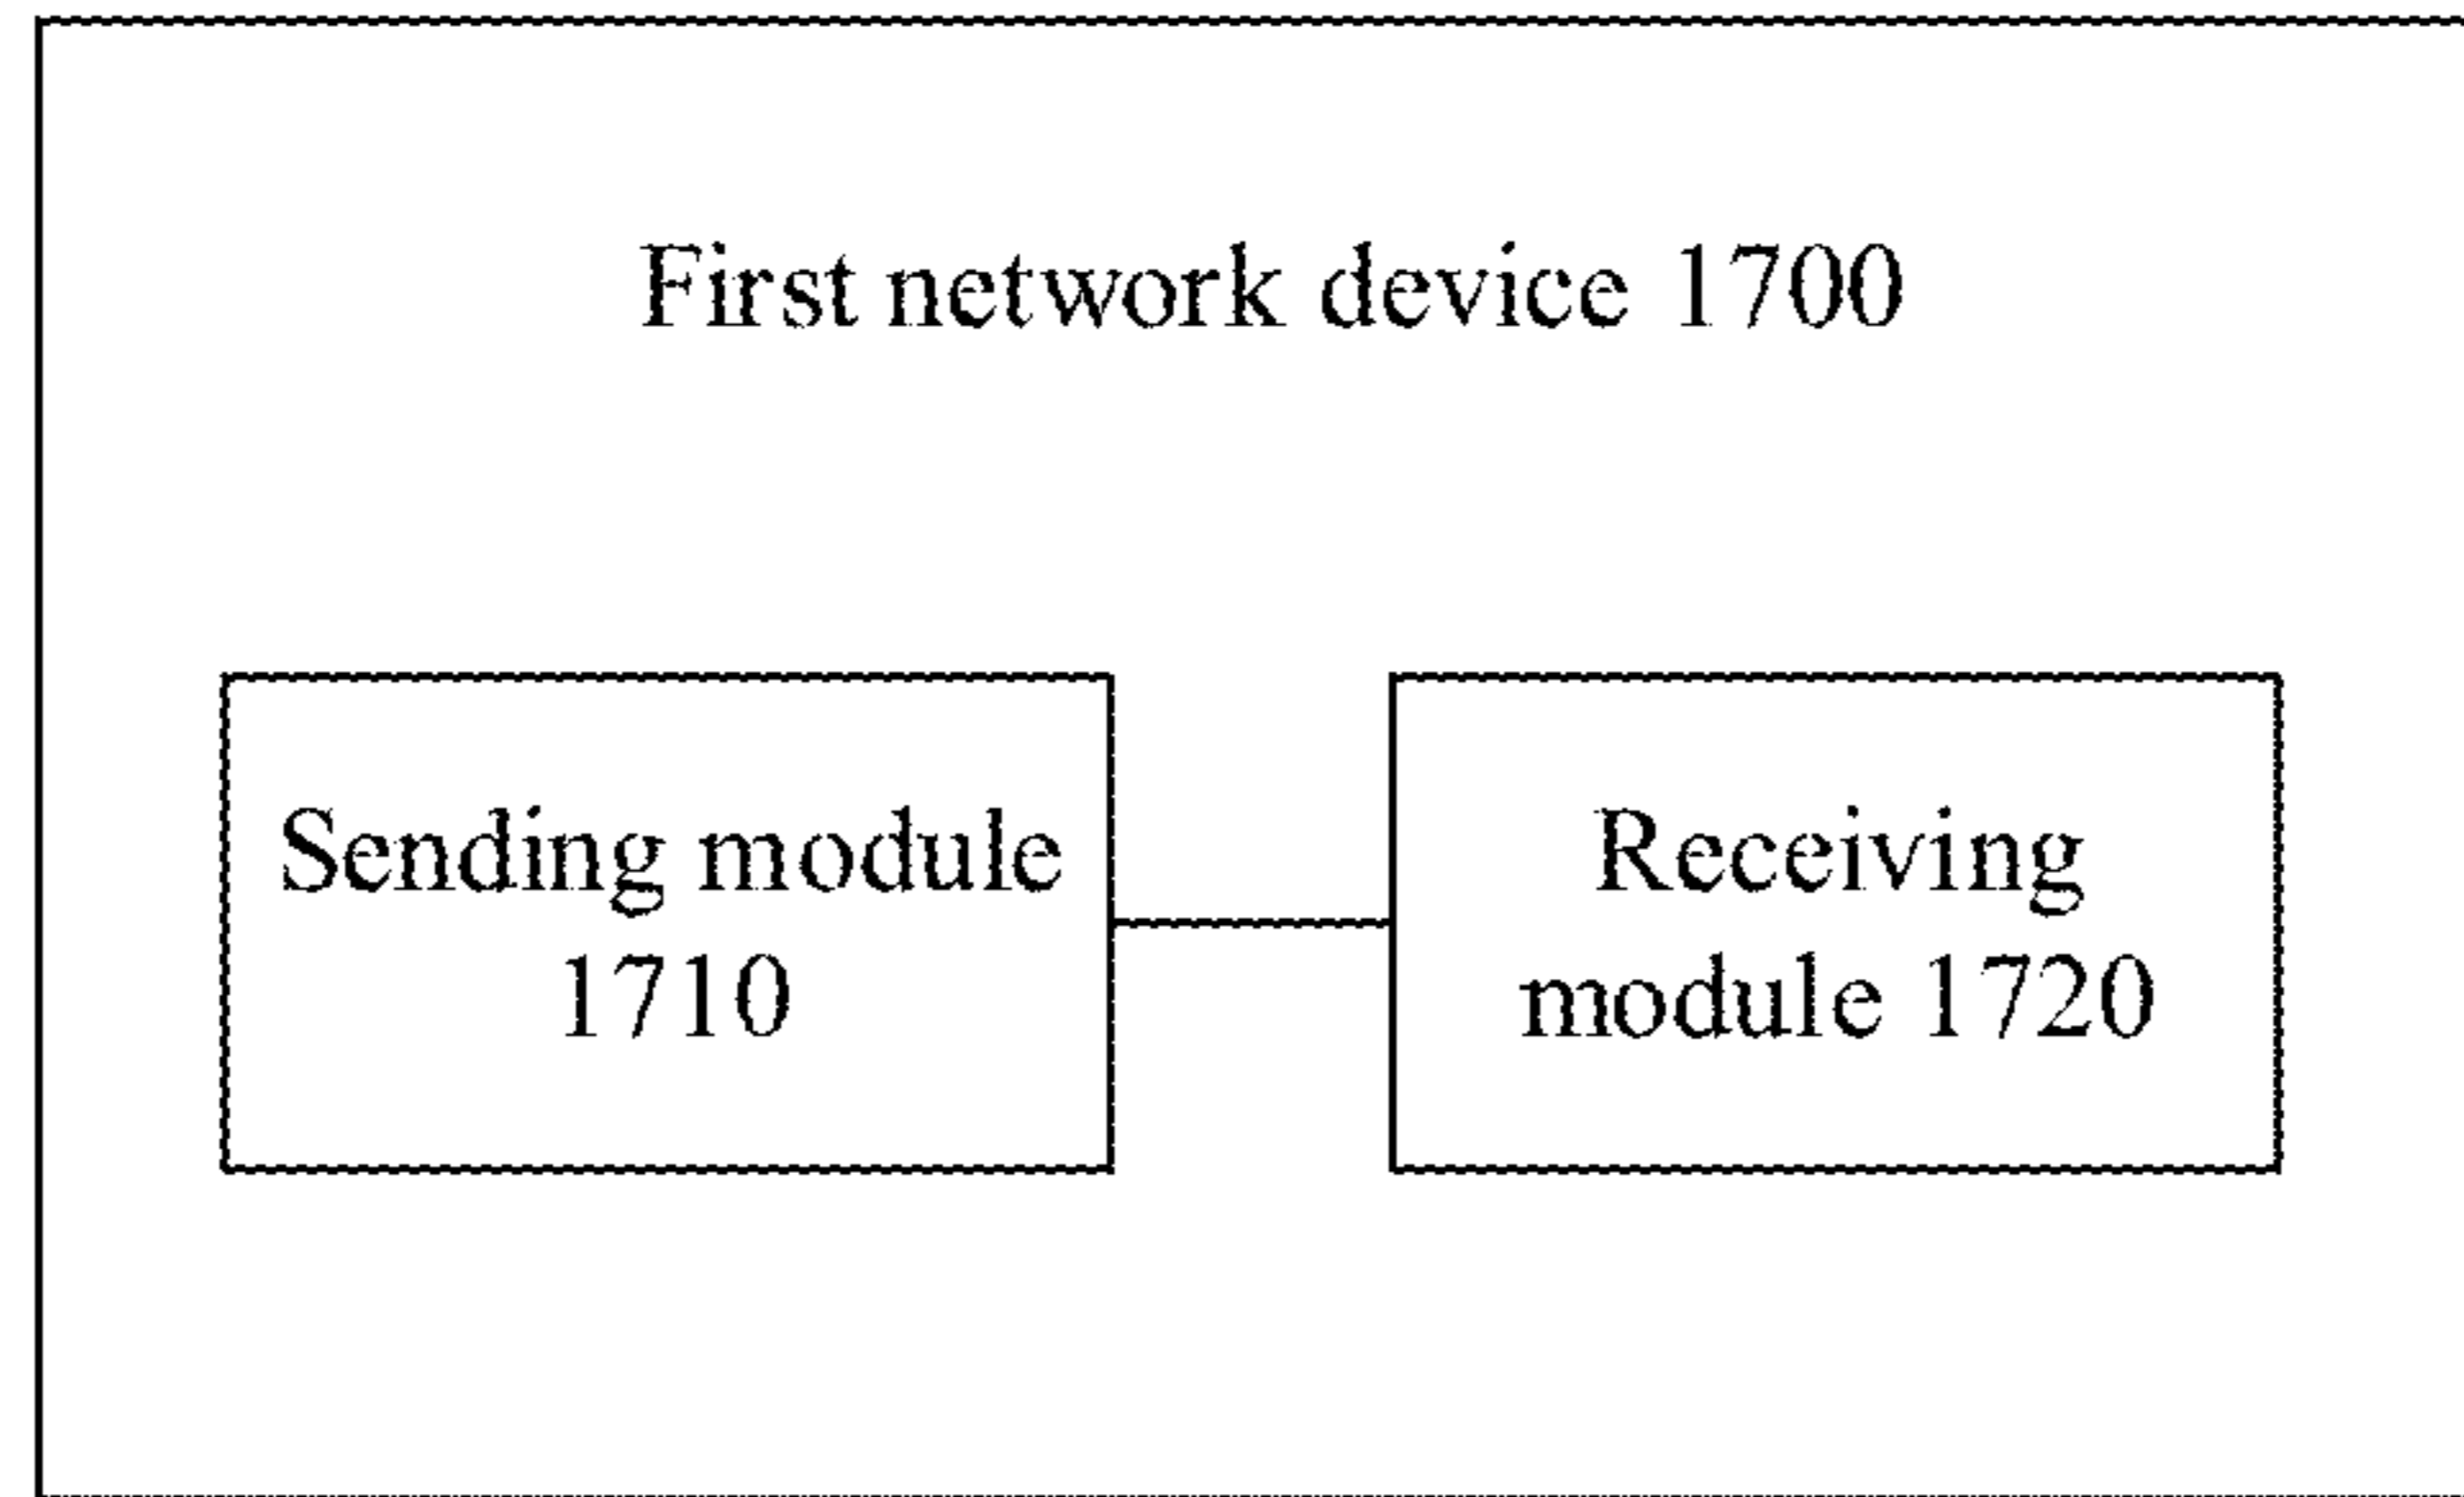 First network device 1700
Sending module
1710
Receiving
module 1720